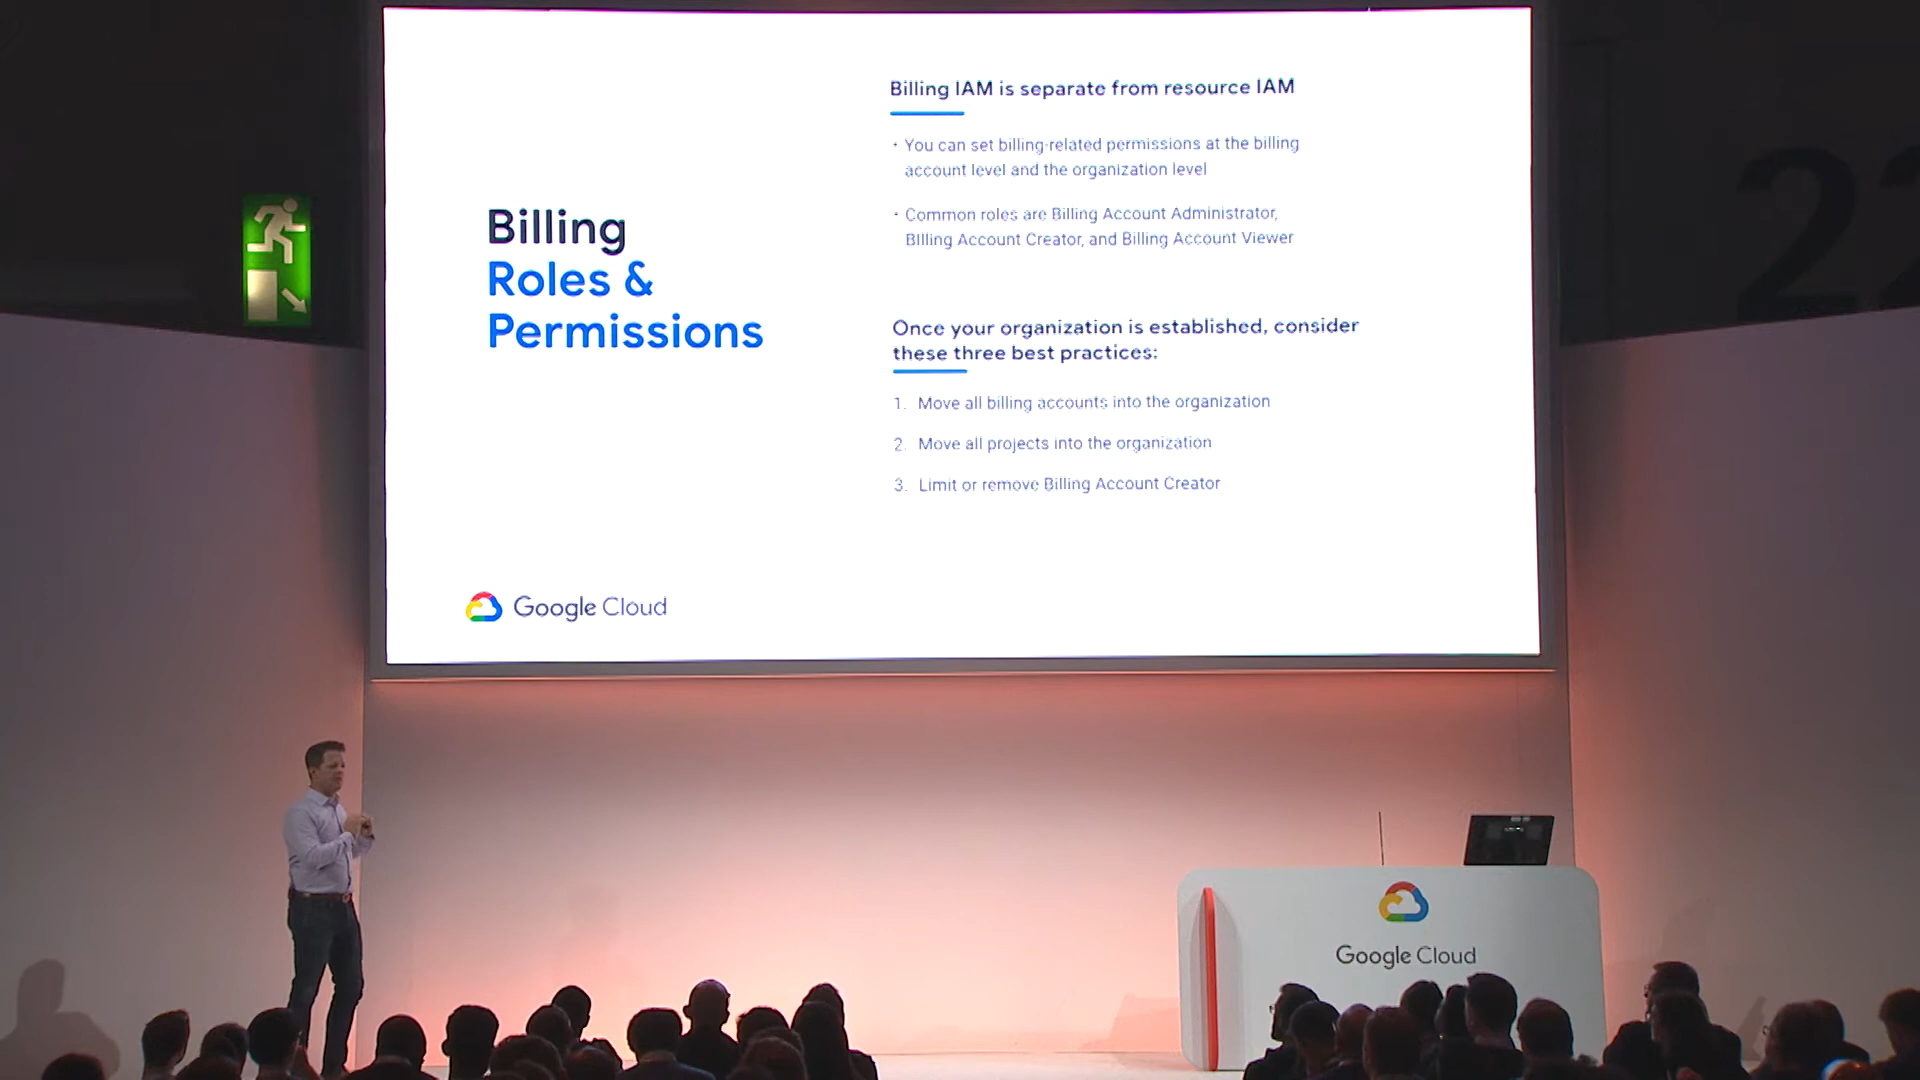 Billing
Roles &
Permissions
Billing IAM is separate from resource IAM
• You can set billing-related permissions at the billing
account level and the organization level
• Common roles are Billing Account Administrator,
BIlling Account Creator, and Billing Account Viewer
Once your organization is established, consider
these three best practices:
1. Move all billing accounts into the organization
2. Move all projects into the organization
3. Limit or remove Billing Account Creator
Google Cloud
22
Google Cloud